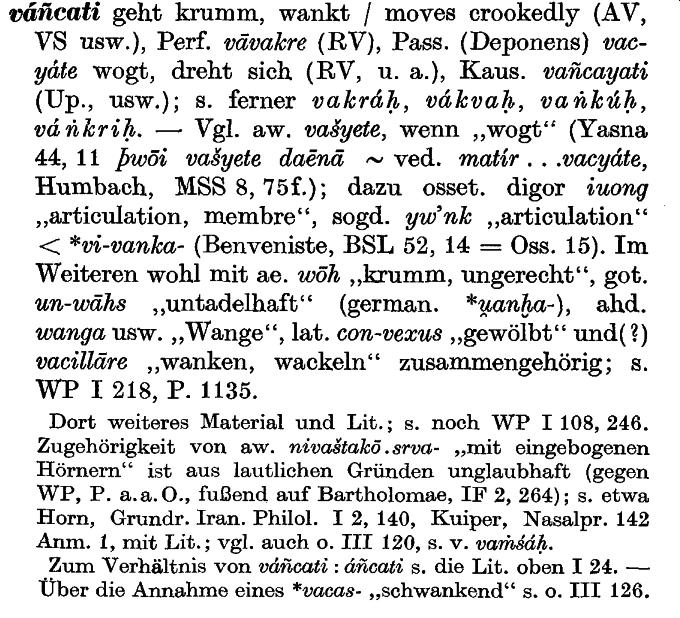 váñcati geht krumm, wankt / moves crookedly (AV,
VS usw.), Perf. vāvakre (RV), Pass. (Deponens) vac-
yáte wogt, dreht sich (RV, u. a.), Kaus. vañcayati
(Up., usw.); s. ferner vakráḥ, vákvaḥ, vaṅkúḥ,
váṅkriḥ. — Vgl. aw. vašyete, wenn „wogt“ (Yasna
44, 11 þwōi vašyete daēnā ~ ved. matír . . .vacyáte,
Humbach, MSS 8, 75f.); dazu osset. digor iuong
„articulation, membre“, sogd. yw’nk „articulation“
< *vi-vanka- (Benveniste, BSL 52, 14 = Oss. 15). Im
Weiteren wohl mit ae. wōh „krumm, ungerecht“, got.
un-wāhs „untadelhaft“ (german. *u̯anḫa-), ahd.
wanga usw. „Wange“, lat. con-vexus „gewölbt“ und(?)
vacillāre „wanken, wackeln“ zusammengehörig; s.
WP I 218, P. 1135.
Dort weiteres Material und Lit.; s. noch WP I 108, 246.
Zugehörigkeit von aw. nivaštakō.srva- „mit eingebogenen
Hörnern“ ist aus lautlichen Gründen unglaubhaft (gegen
WP, P. a. a. O., fußend auf Bartholomae, IF 2, 264); s. etwa
Horn, Grundr. Iran. Philol. I 2, 140, Kuiper, Nasalpr. 142
Anm. 1, mit Lit.; vgl. auch o. III 120, s. v. vaṁśáḥ.
Zum Verhältnis von váñcati : áñcati s. die Lit. oben I 24. —
Über die Annahme eines *vacas- „schwankend“ s. o. III 126.